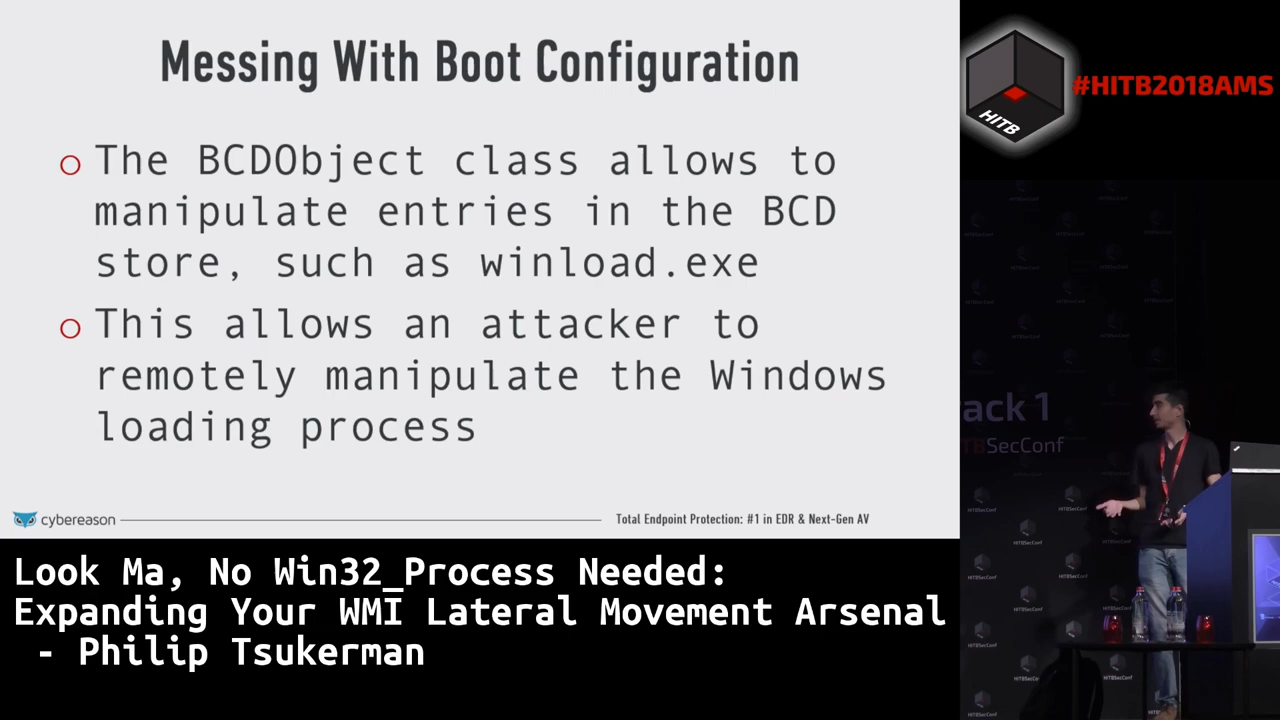 Messing With Boot Configuration
The BCDObject class allows to
manipulate entries in the BCD
store, such as winload.exe
This allows an attacker to
remotely manipulate the Windows
loading process
cybereason
Total Endpoint Protection: #1 in EDR & Next-Gen AV
Look Ma, No Win32_Process Needed:
Expanding Your WMI Lateral Movement Arsenal
- Philip Tsukerman
HITB
#HITB2018AMS
ack 1
TBSecConf